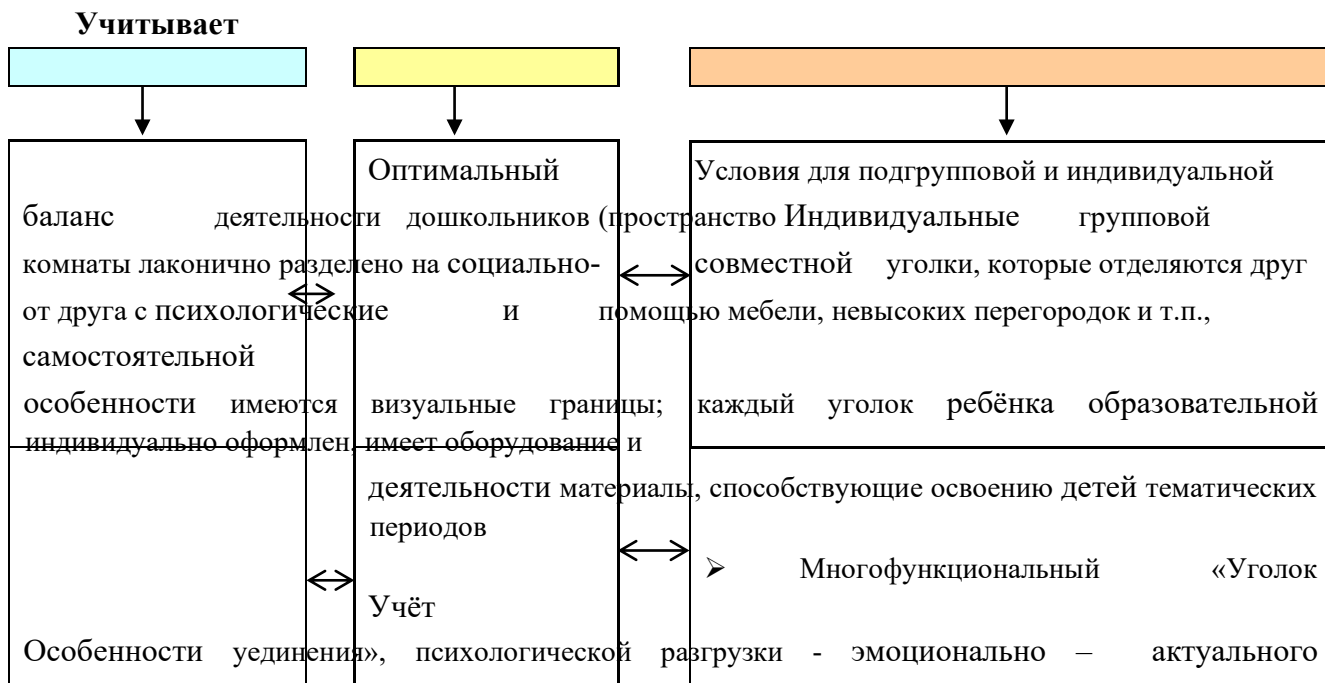 Учитывает
Оптимальный Условия для подгрупповой и индивидуальной
баланс деятельности дошкольников (пространство Индивидуальные групповой
комнаты лаконично разделено на социально- совместной уголки, которые отделяются друг
от друга с психологические и помощью мебели, невысоких перегородок и т.п.,
самостоятельной
особенности имеются визуальные границы; каждый уголок ребёнка образовательной
индивидуально оформлен, имеет оборудование и
деятельности материалы, способствующие освоению детей тематических
периодов
➢ Многофункциональный «Уголок
Учёт
Особенности уединения», психологической разгрузки - эмоционально – актуального